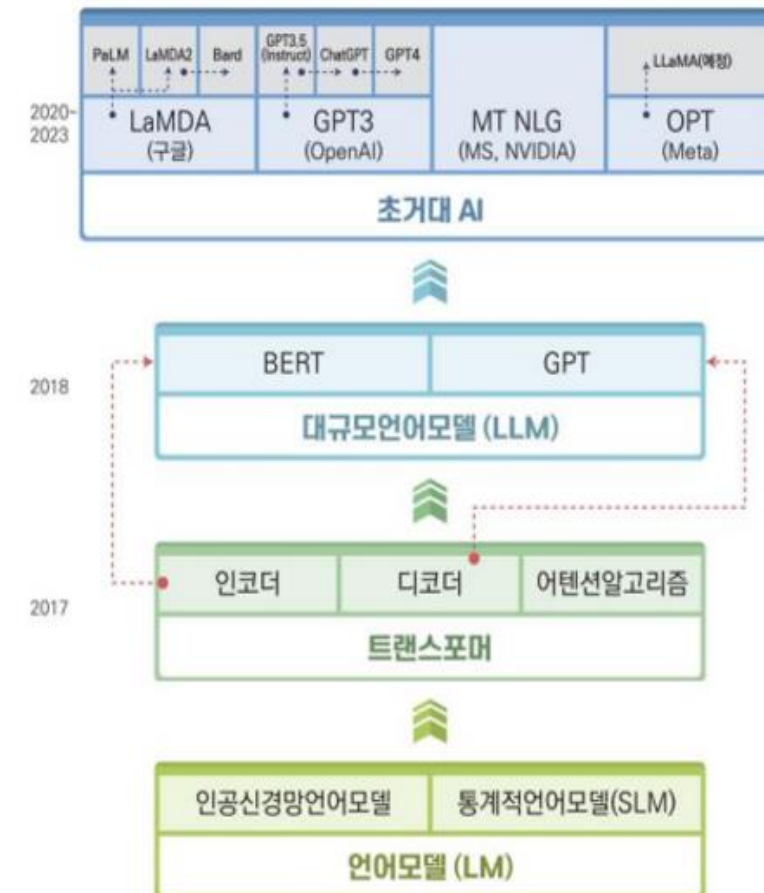 PaLM LaMDA2 Bard GPT3.5 ChatGPT GPT4 LLaMA(예정)
(Instruct)
2020-
2023
LaMDA GPT3 MT NLG OPT
(구글) (OpenAI) (MS, NVIDIA) (Meta)
초거대 AI
2018
BERT GPT
대규모언어모델 (LLM)
2017
인코더 디코더 어텐션알고리즘
트랜스포머
인공신경망언어모델 통계적언어모델(SLM)
언어모델 (LM)